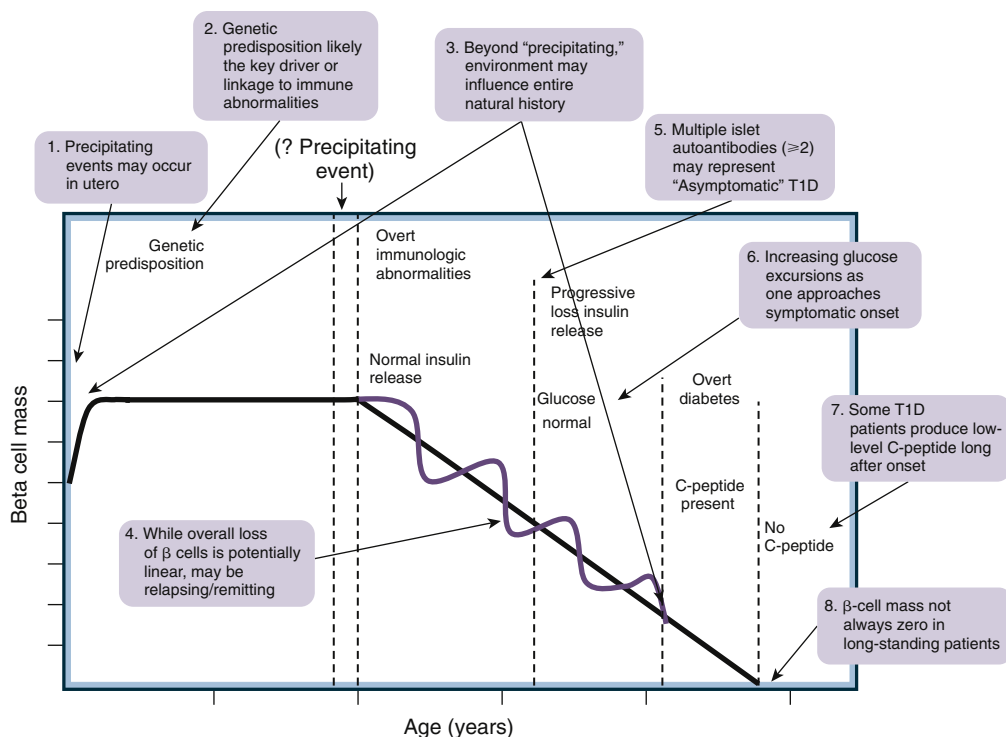 2. Genetic
predisposition likely
the key driver or
linkage to immune
abnormalities
3. Beyond “precipitating,”
environment may
influence entire
natural history
1. Precipitating
events may occur
in utero
(? Precipitating
event)
5. Multiple islet
autoantibodies (≥2)
may represent
“Asymptomatic” T1D
Genetic
predisposition
Overt
immunologic
abnormalities
6. Increasing glucose
excursions as
one approaches
symptomatic onset
Progressive
loss insulin
release
Normal insulin
release
Glucose
normal
Overt
diabetes
7. Some T1D
patients produce low-
level C-peptide long
after onset
C-peptide
present
No
C-peptide
4. While overall loss
of β cells is potentially
linear, may be
relapsing/remitting
8. β-cell mass not
always zero in
long-standing patients
Beta cell mass
Age (years)